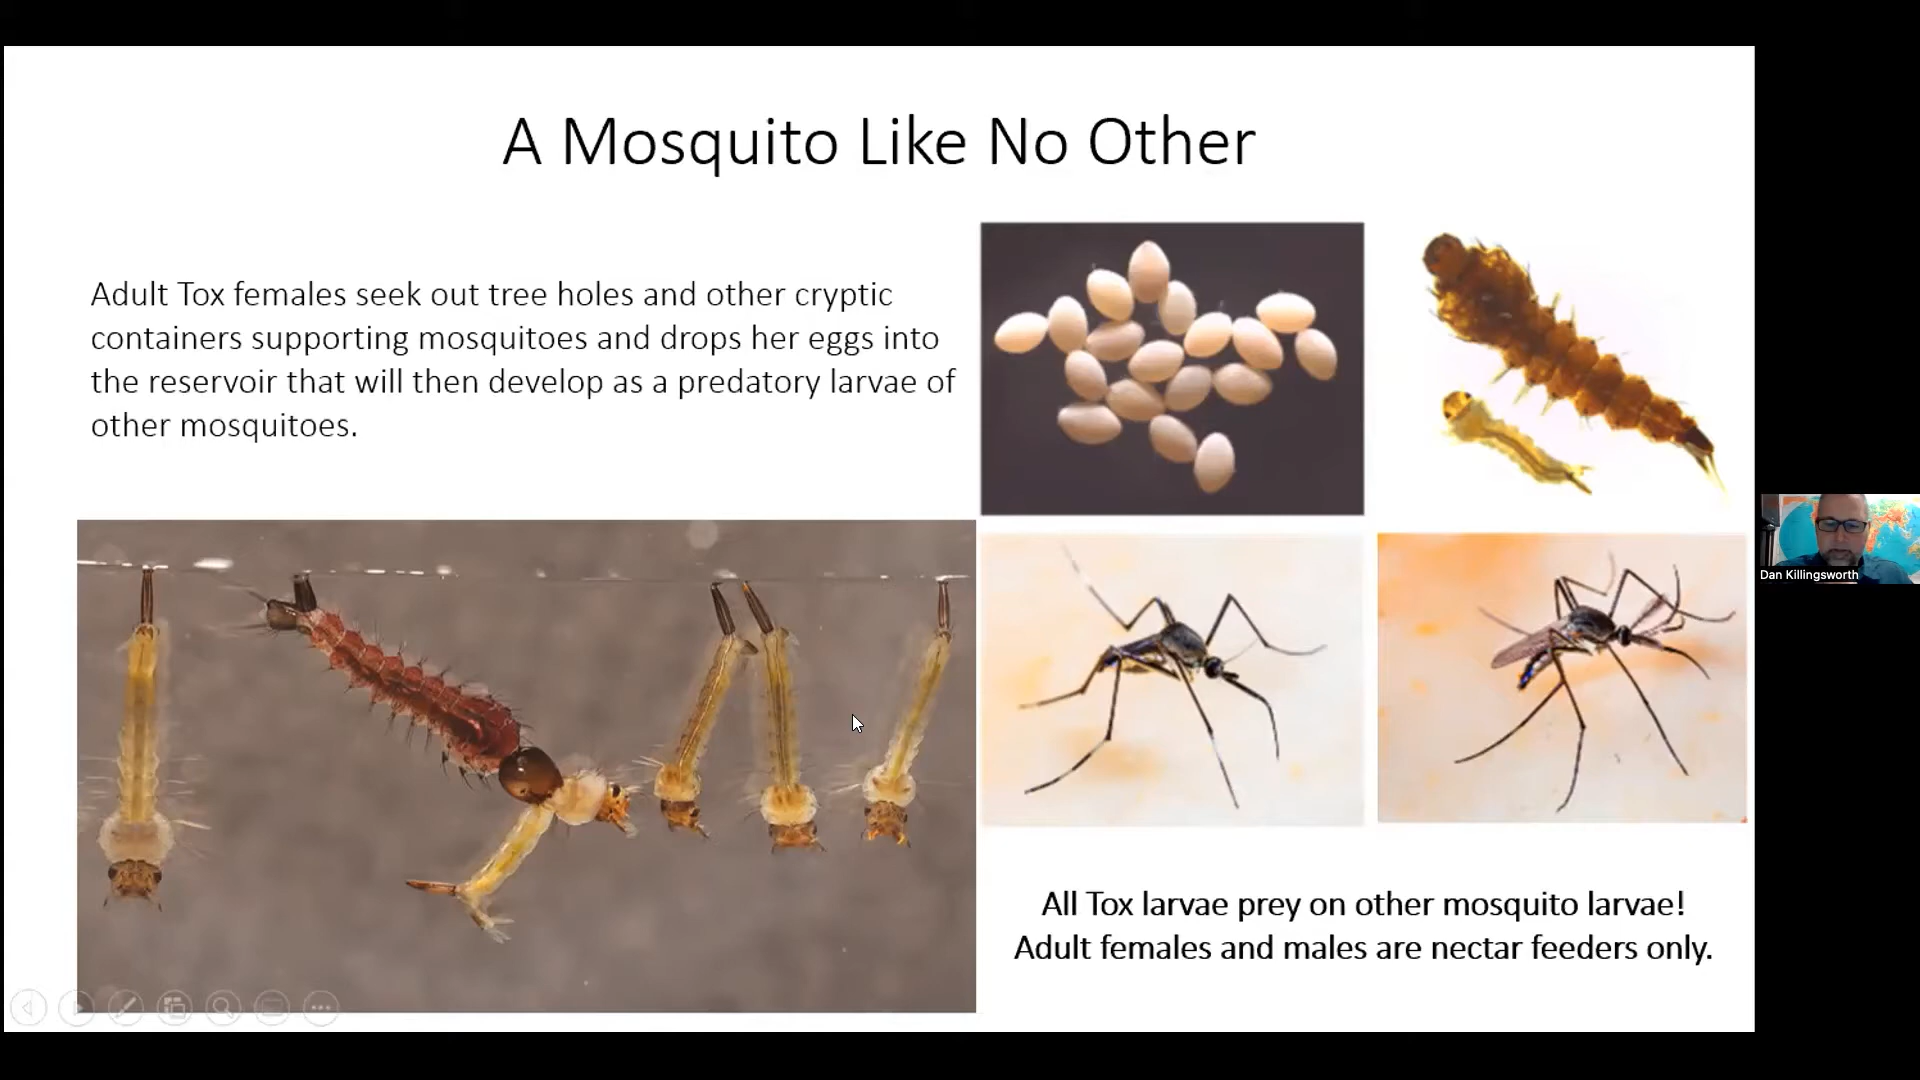 A Mosquito Like No Other
Adult Tox females seek out tree holes and other cryptic
containers supporting mosquitoes and drops her eggs into
the reservoir that will then develop as a predatory larvae of
other mosquitoes.
All Tox larvae prey on other mosquito larvae!
Adult females and males are nectar feeders only.
Dan Killingsworth